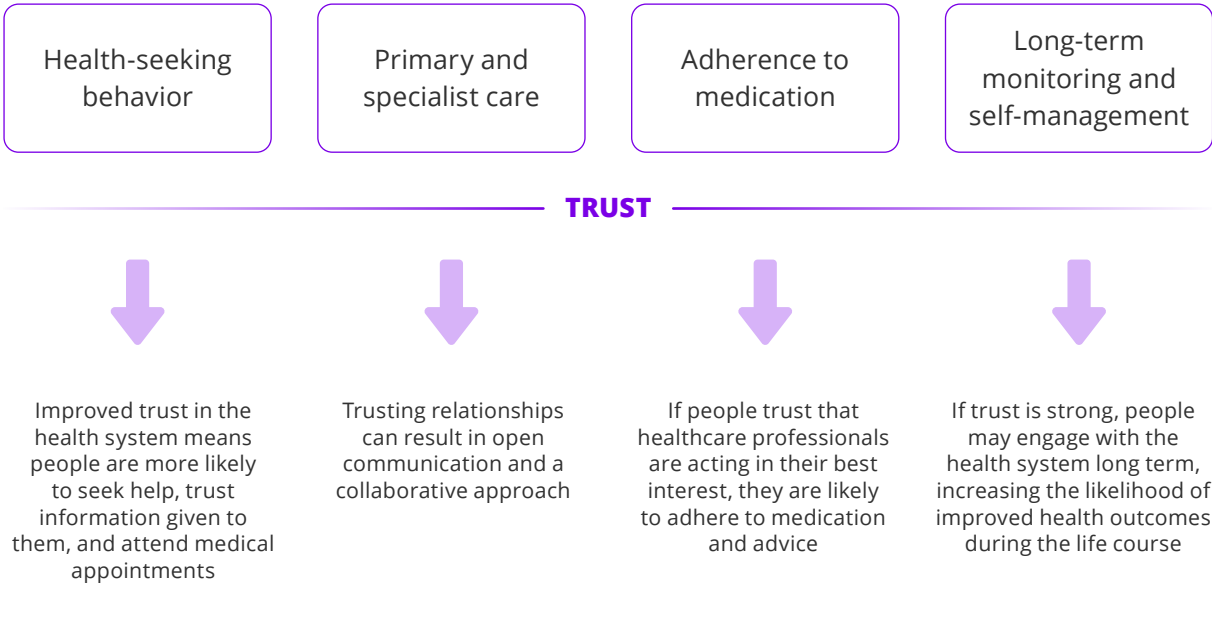 Health-seeking
behavior
Primary and
specialist care
Adherence to
medication
Long-term
monitoring and
self-management
TRUST
Improved trust in the
health system means
people are more likely
to seek help, trust
information given to
them, and attend medical
appointments
Trusting relationships
can result in open
communication and a
collaborative approach
If people trust that
healthcare professionals
are acting in their best
interest, they are likely
to adhere to medication
and advice
If trust is strong, people
may engage with the
health system long term,
increasing the likelihood of
improved health outcomes
during the life course